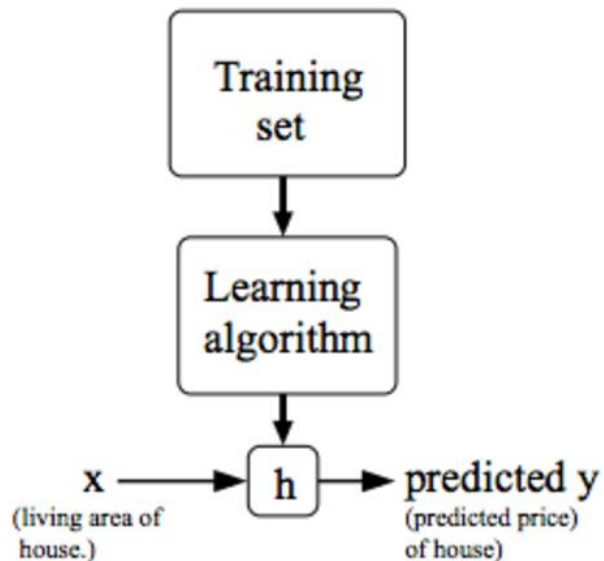 Training
set
Learning
algorithm
x
h
predicted y
(living area of
house.)
(predicted price)
of house)